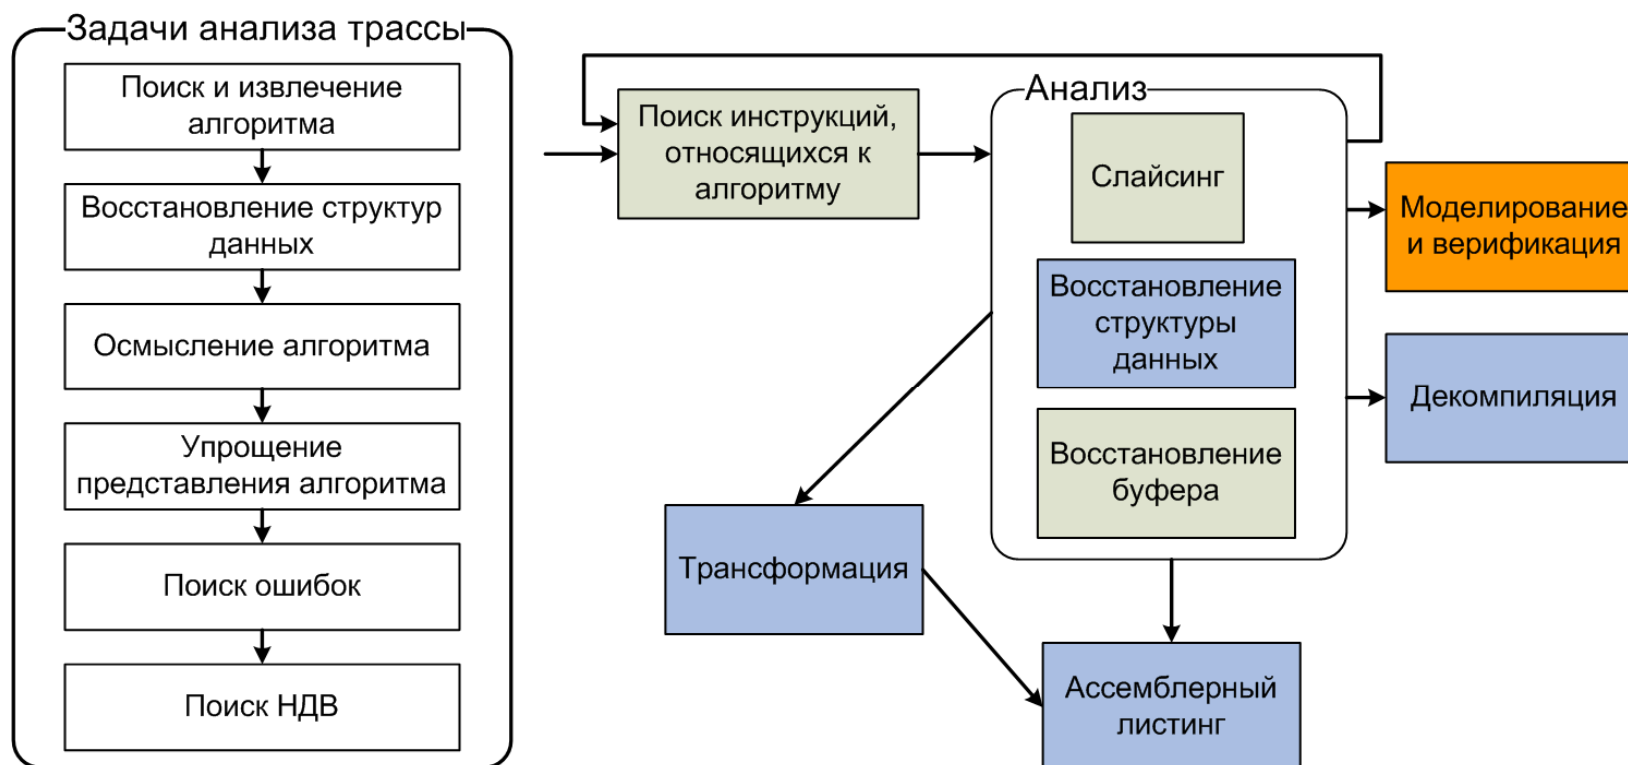 Задачи анализа трассы
Поиск и извлечение
алгоритма
Восстановление структур
данных
Осмысление алгоритма
Упрощение
представления алгоритма
Поиск ошибок
Поиск НДВ
Поиск инструкций,
относящихся к
алгоритму
Анализ
Слайсинг
Восстановление
структуры
данных
Восстановление
буфера
Моделирование
и верификация
Декомпиляция
Трансформация
Ассемблерный
листинг